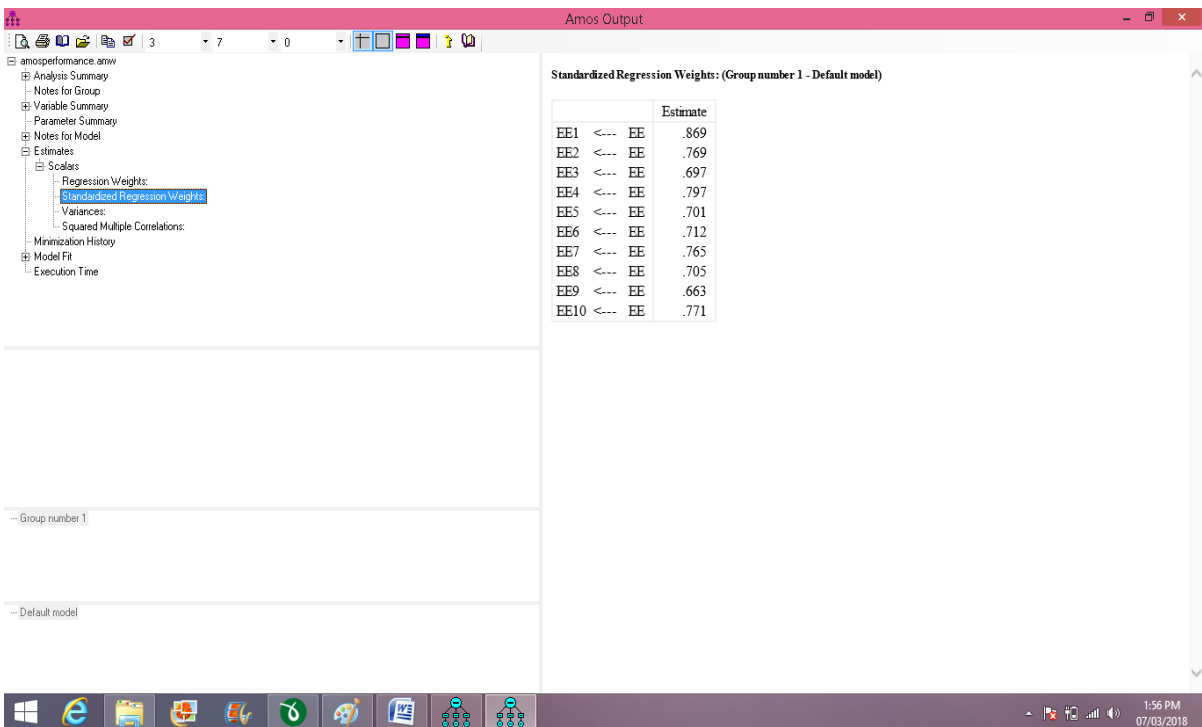 Amos Output
3 7 0
amosperformance.amw
Analysis Summary
Notes for Group
Variable Summary
Parameter Summary
Notes for Model
Estimates
Scalars
Regression Weights:
Standardized Regression Weights:
Variances:
Squared Multiple Correlations:
Minimization History
Model Fit
Execution Time
Group number 1
Default model
Standardized Regression Weights: (Group number 1 - Default model)
Estimate
EE1 <--- EE .869
EE2 <--- EE .769
EE3 <--- EE .697
EE4 <--- EE .797
EE5 <--- EE .701
EE6 <--- EE .712
EE7 <--- EE .765
EE8 <--- EE .705
EE9 <--- EE .663
EE10 <--- EE .771
1:56 PM
07/03/2018